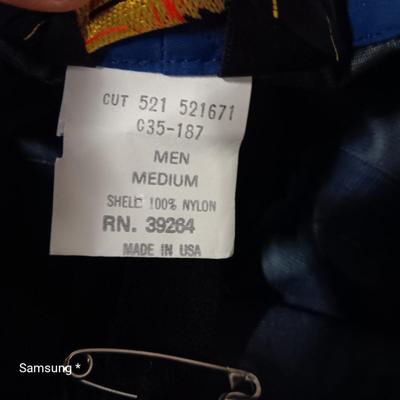 CUT 521 521671
C35-187
MEN
MEDIUM
SHELL 100% NYLON
RN. 39264
MADE IN USA
Samsung *